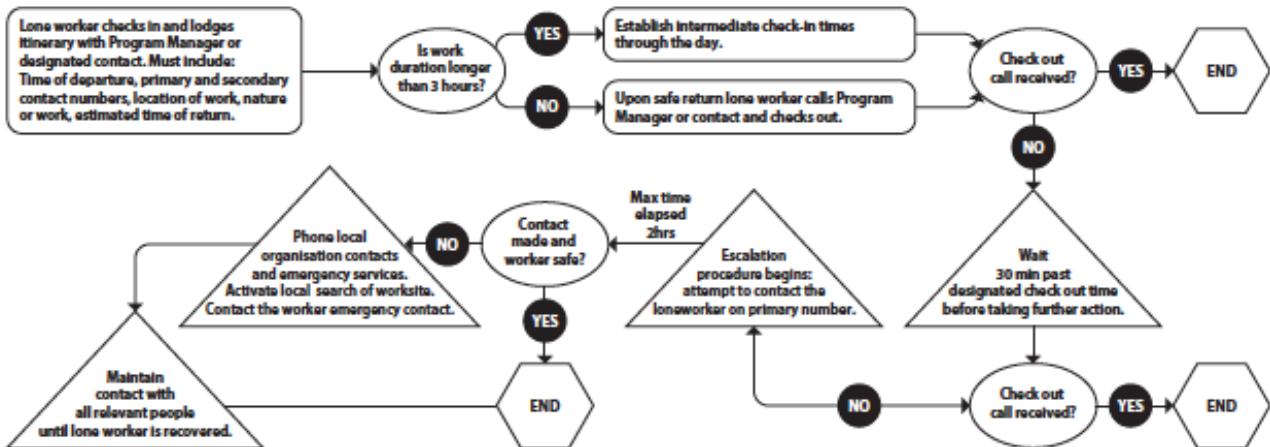 Lone worker checks in and lodges
itinerary with Program Manager or
designated contact. Must include:
Time of departure, primary and secondary
contact numbers, location of work, nature
or work, estimated time of return.
Is work
duration longer
than 3 hours?
YES
Establish intermediate check-in times
through the day.
NO
Upon safe return lone worker calls Program
Manager or contact and checks out.
Check out
call received?
YES
END
NO
Wait
30 min past
designated check out time
before taking further action.
Check out
call received?
YES
END
NO
Escalation
procedure begins:
attempt to contact the
loneworker on primary number.
Max time
elapsed
2hrs
Contact
made and
worker safe?
YES
END
NO
Phone local
organisation contacts
and emergency services.
Activate local search of worksite.
Contact the worker emergency contact.
Maintain
contact with
all relevant people
until lone worker is recovered.